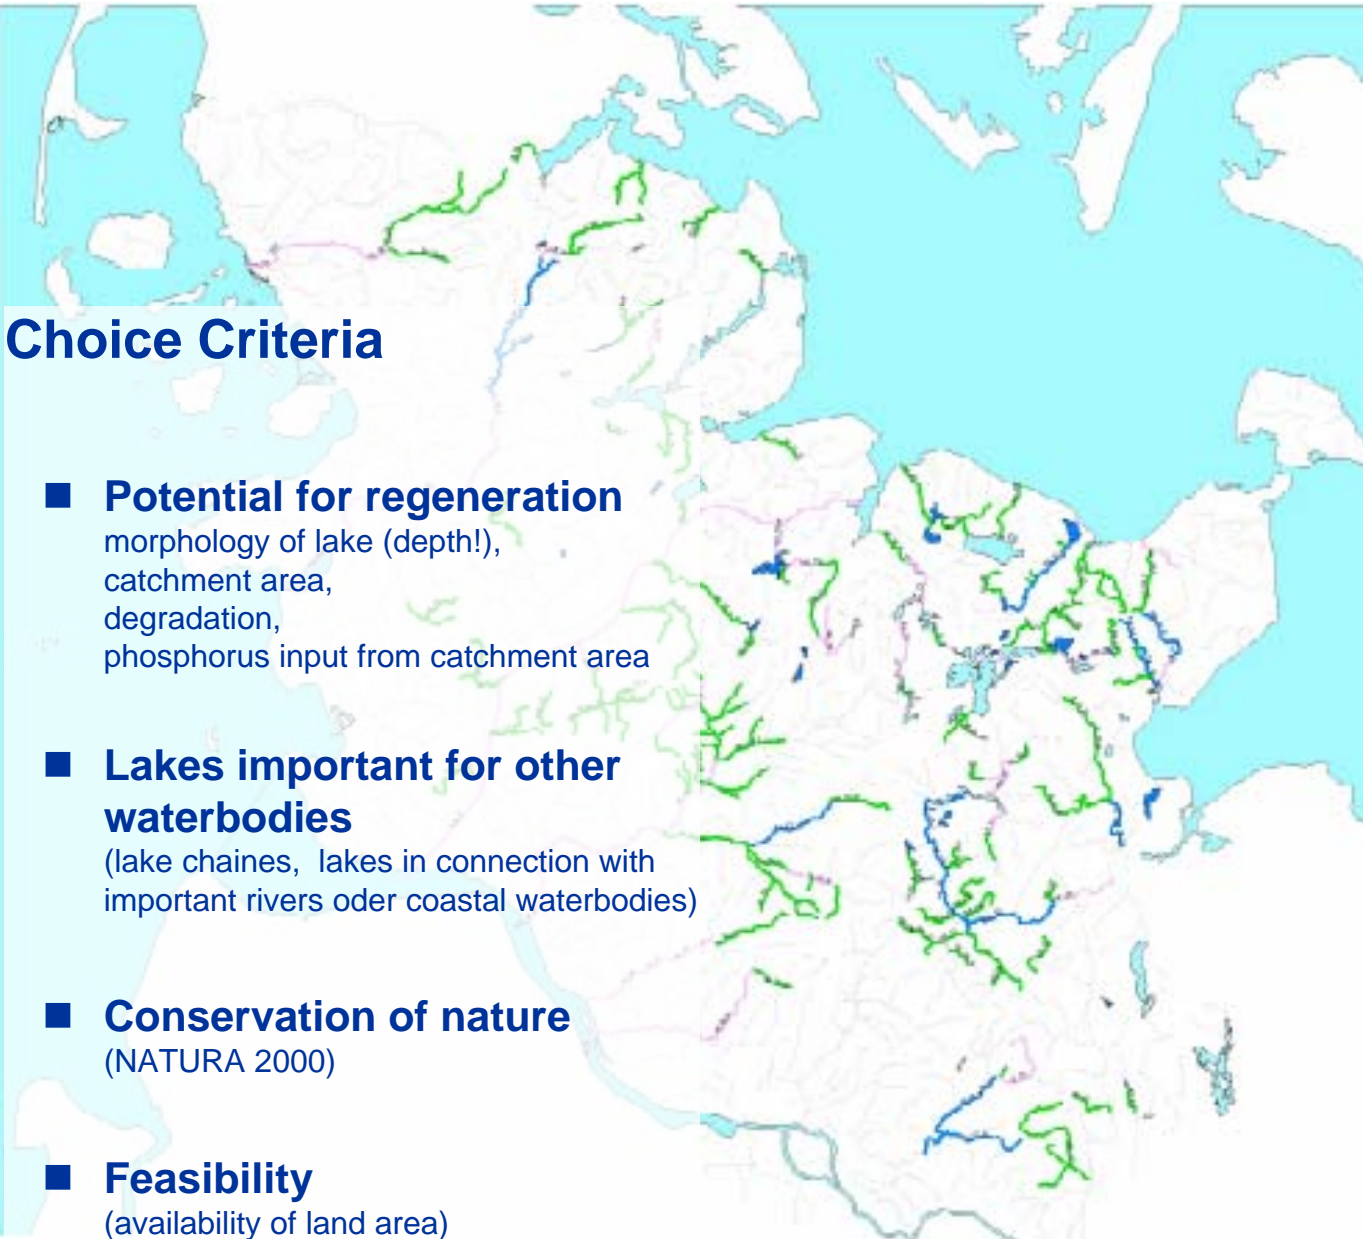 Choice Criteria
■ Potential for regeneration
morphology of lake (depth!),
catchment area,
degradation,
phosphorus input from catchment area
■ Lakes important for other
waterbodies
(lake chaines, lakes in connection with
important rivers oder coastal waterbodies)
■ Conservation of nature
(NATURA 2000)
■ Feasibility
(availability of land area)